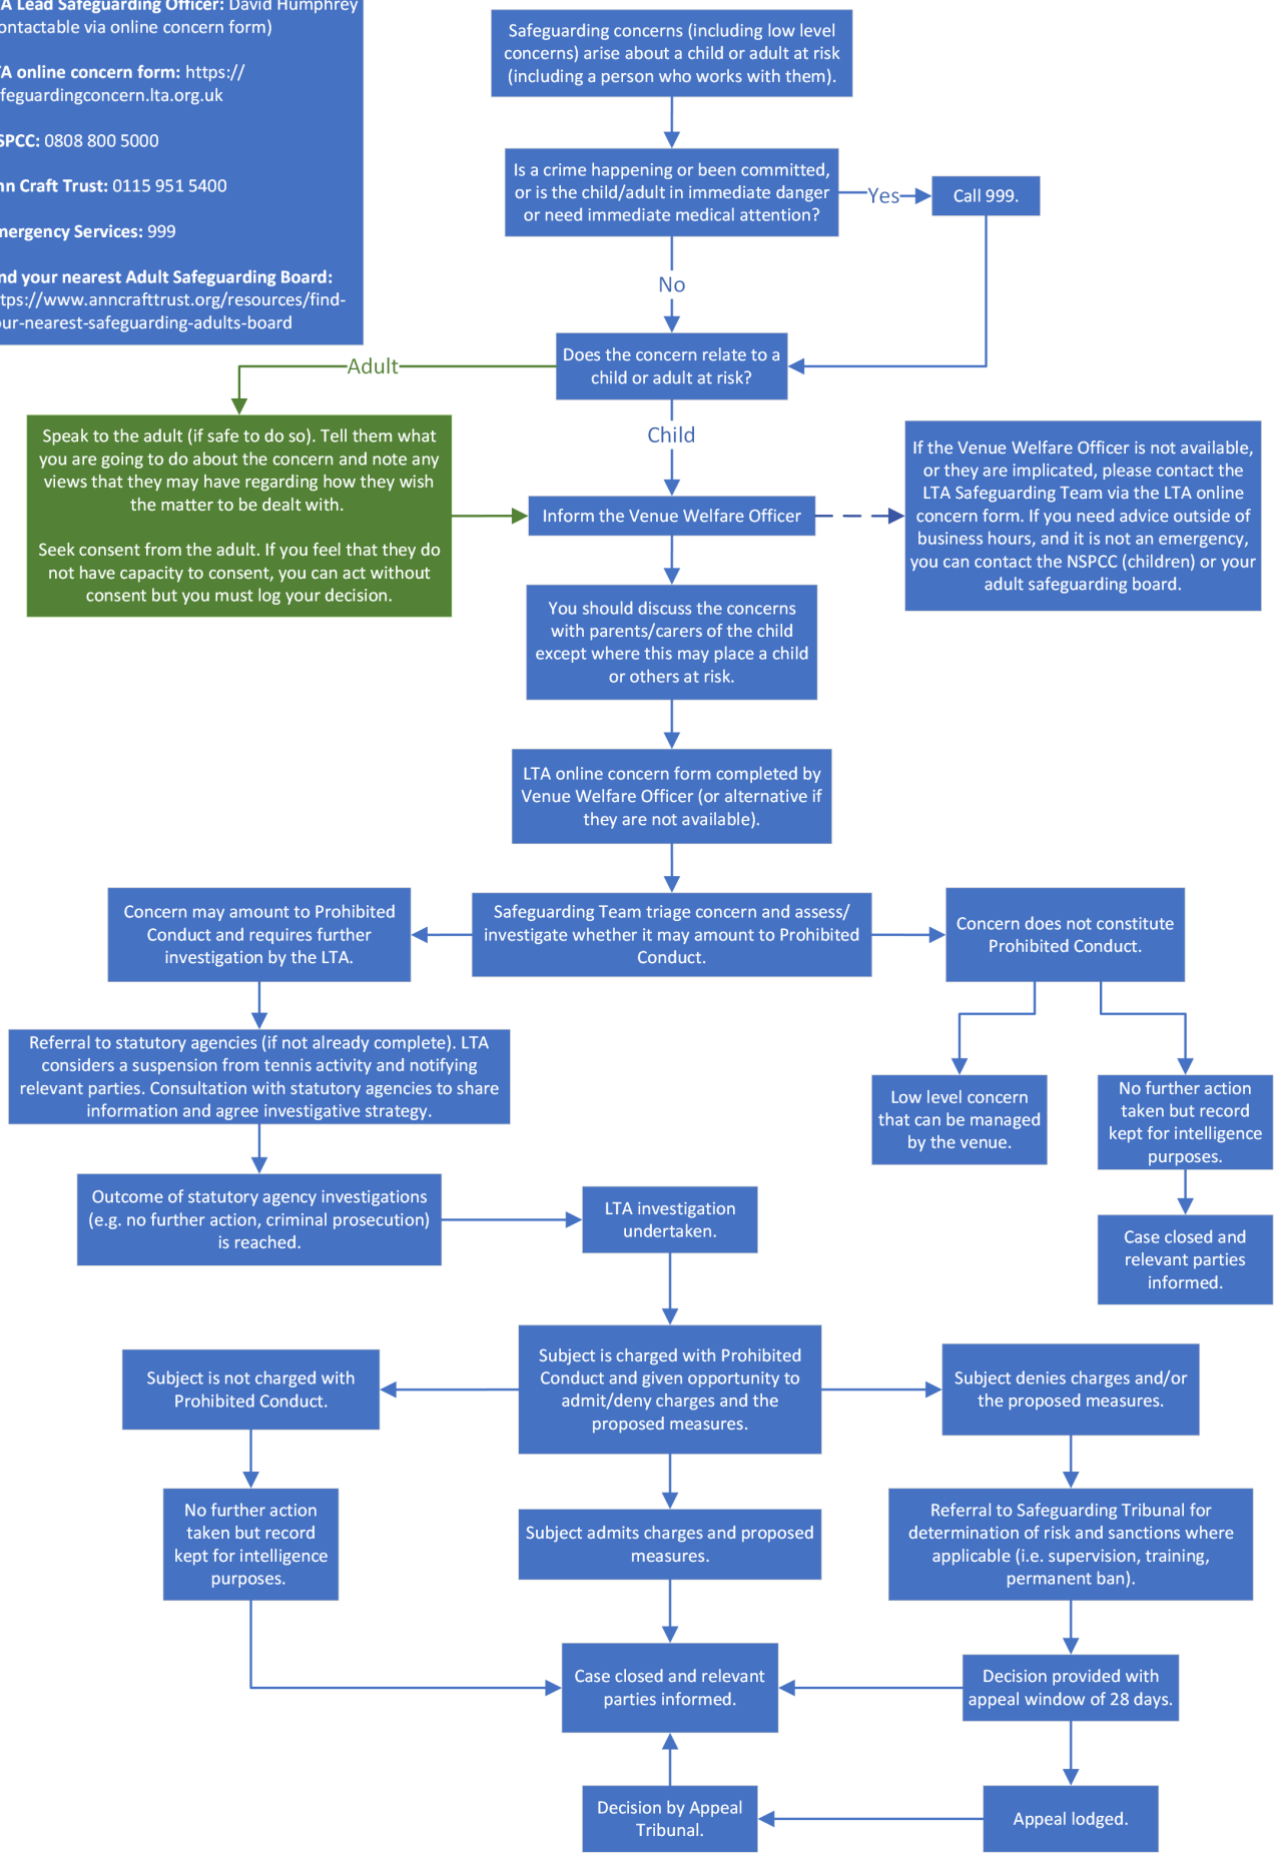 Lead Safeguarding Officer: David Humphrey
contactable via online concern form)
online concern form: https://
safeguardingconcern.lta.org.uk
NSPCC: 0808 800 5000
Ann Craft Trust: 0115 951 5400
Emergency Services: 999
Find your nearest Adult Safeguarding Board:
https://www.anncrafttrust.org/resources/find-
your-nearest-safeguarding-adults-board
Safeguarding concerns (including low level
concerns) arise about a child or adult at risk
(including a person who works with them).
Is a crime happening or been committed,
or is the child/adult in immediate danger
or need immediate medical attention?
Yes
Call 999.
No
Does the concern relate to a
child or adult at risk?
Adult
Child
Speak to the adult (if safe to do so). Tell them what
you are going to do about the concern and note any
views that they may have regarding how they wish
the matter to be dealt with.
Seek consent from the adult. If you feel that they do
not have capacity to consent, you can act without
consent but you must log your decision.
Inform the Venue Welfare Officer
If the Venue Welfare Officer is not available,
or they are implicated, please contact the
LTA Safeguarding Team via the LTA online
concern form. If you need advice outside of
business hours, and it is not an emergency,
you can contact the NSPCC (children) or your
adult safeguarding board.
You should discuss the concerns
with parents/carers of the child
except where this may place a child
or others at risk.
LTA online concern form completed by
Venue Welfare Officer (or alternative if
they are not available).
Safeguarding Team triage concern and assess/
investigate whether it may amount to Prohibited
Conduct.
Concern may amount to Prohibited
Conduct and requires further
investigation by the LTA.
Concern does not constitute
Prohibited Conduct.
Referral to statutory agencies (if not already complete). LTA
considers a suspension from tennis activity and notifying
relevant parties. Consultation with statutory agencies to share
information and agree investigative strategy.
Low level concern
that can be managed
by the venue.
No further action
taken but record
kept for intelligence
purposes.
Outcome of statutory agency investigations
(e.g. no further action, criminal prosecution)
is reached.
LTA investigation
undertaken.
Case closed and
relevant parties
informed.
Subject is not charged with
Prohibited Conduct.
Subject is charged with Prohibited
Conduct and given opportunity to
admit/deny charges and the
proposed measures.
Subject denies charges and/or
the proposed measures.
No further action
taken but record
kept for intelligence
purposes.
Subject admits charges and proposed
measures.
Referral to Safeguarding Tribunal for
determination of risk and sanctions where
applicable (i.e. supervision, training,
permanent ban).
Case closed and relevant
parties informed.
Decision provided with
appeal window of 28 days.
Decision by Appeal
Tribunal.
Appeal lodged.